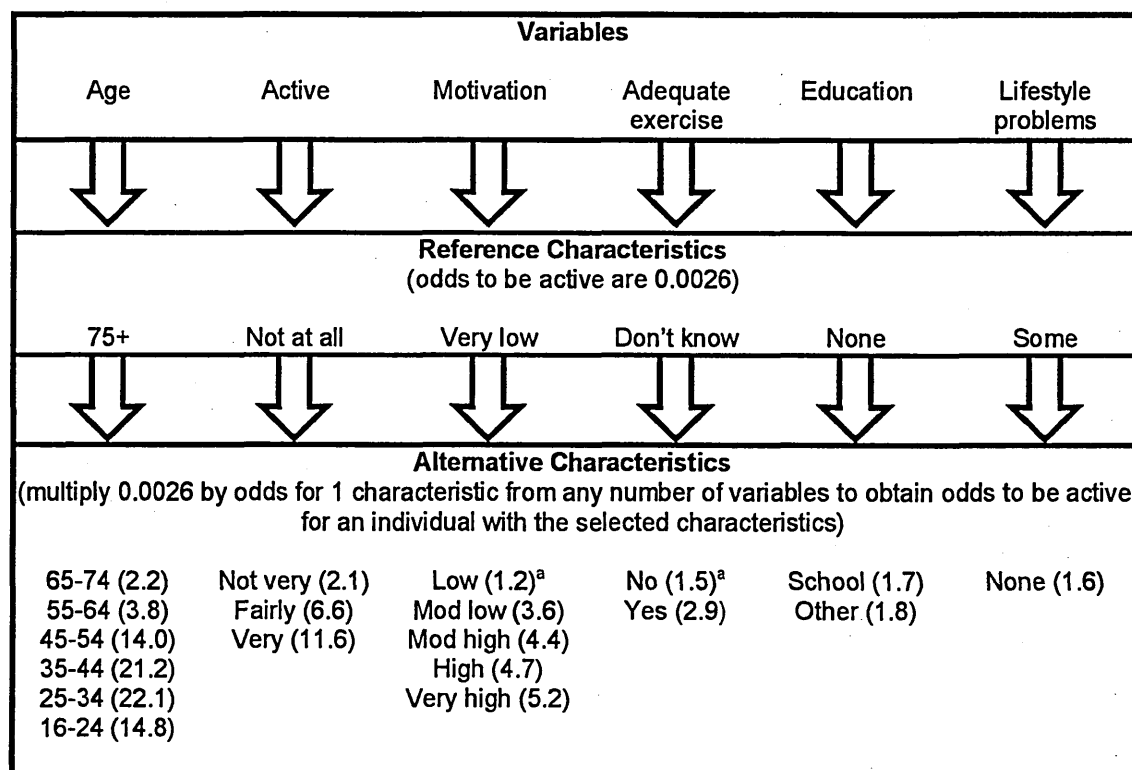 Variables
Age Active Motivation Adequate exercise Education Lifestyle problems
Reference Characteristics
(odds to be active are 0.0026)
75+ Not at all Very low Don't know None Some
Alternative Characteristics
(multiply 0.0026 by odds for 1 characteristic from any number of variables to obtain odds to be active
for an individual with the selected characteristics)
65-74 (2.2) Not very (2.1) Low (1.2)ª No (1.5)ª School (1.7) None (1.6)
55-64 (3.8) Fairly (6.6) Mod low (3.6) Yes (2.9) Other (1.8)
45-54 (14.0) Very (11.6) Mod high (4.4)
35-44 (21.2) High (4.7)
25-34 (22.1) Very high (5.2)
16-24 (14.8)